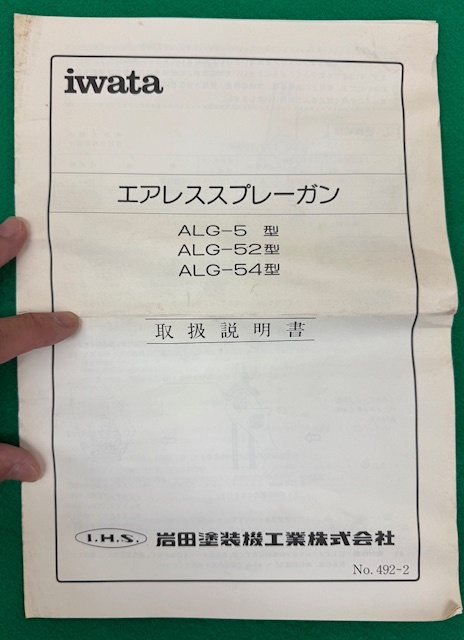 iwata
エアレススプレーガン
ALG-5 型
ALG-52型
ALG-54型
取扱説明書
I.H.S. 岩田塗装機工業株式会社
No. 492-2